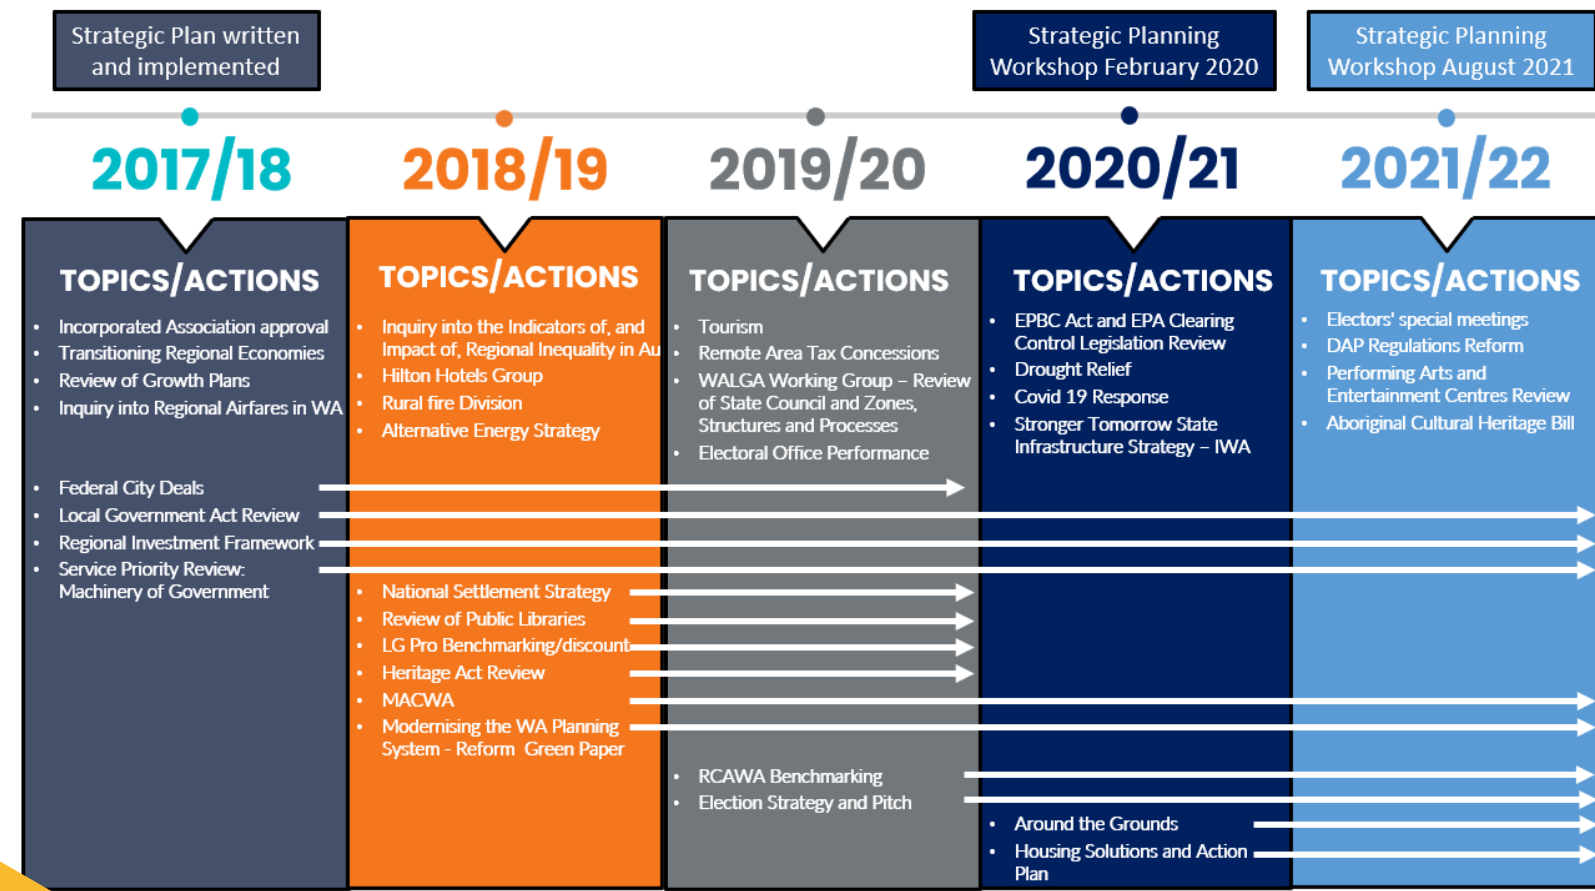 Strategic Plan written
and implemented
Strategic Planning
Workshop February 2020
Strategic Planning
Workshop August 2021
2017/18
2018/19
2019/20
2020/21
2021/22
TOPICS/ACTIONS
• Incorporated Association approval
• Transitioning Regional Economies
• Review of Growth Plans
• Inquiry into Regional Airfares in WA
• Federal City Deals
• Local Government Act Review
• Regional Investment Framework
• Service Priority Review:
Machinery of Government
TOPICS/ACTIONS
• Inquiry into the Indicators of, and
Impact of, Regional Inequality in Au
• Hilton Hotels Group
• Rural fire Division
• Alternative Energy Strategy
• National Settlement Strategy
• Review of Public Libraries
• LG Pro Benchmarking/discount
• Heritage Act Review
• MACWA
• Modernising the WA Planning
System - Reform Green Paper
TOPICS/ACTIONS
• Tourism
• Remote Area Tax Concessions
• WALGA Working Group – Review
of State Council and Zones,
Structures and Processes
• Electoral Office Performance
• RCAWA Benchmarking
• Election Strategy and Pitch
TOPICS/ACTIONS
• EPBC Act and EPA Clearing
Control Legislation Review
• Drought Relief
• Covid 19 Response
• Stronger Tomorrow State
Infrastructure Strategy – IWA
• Around the Grounds
• Housing Solutions and Action
Plan
TOPICS/ACTIONS
• Electors' special meetings
• DAP Regulations Reform
• Performing Arts and
Entertainment Centres Review
• Aboriginal Cultural Heritage Bill